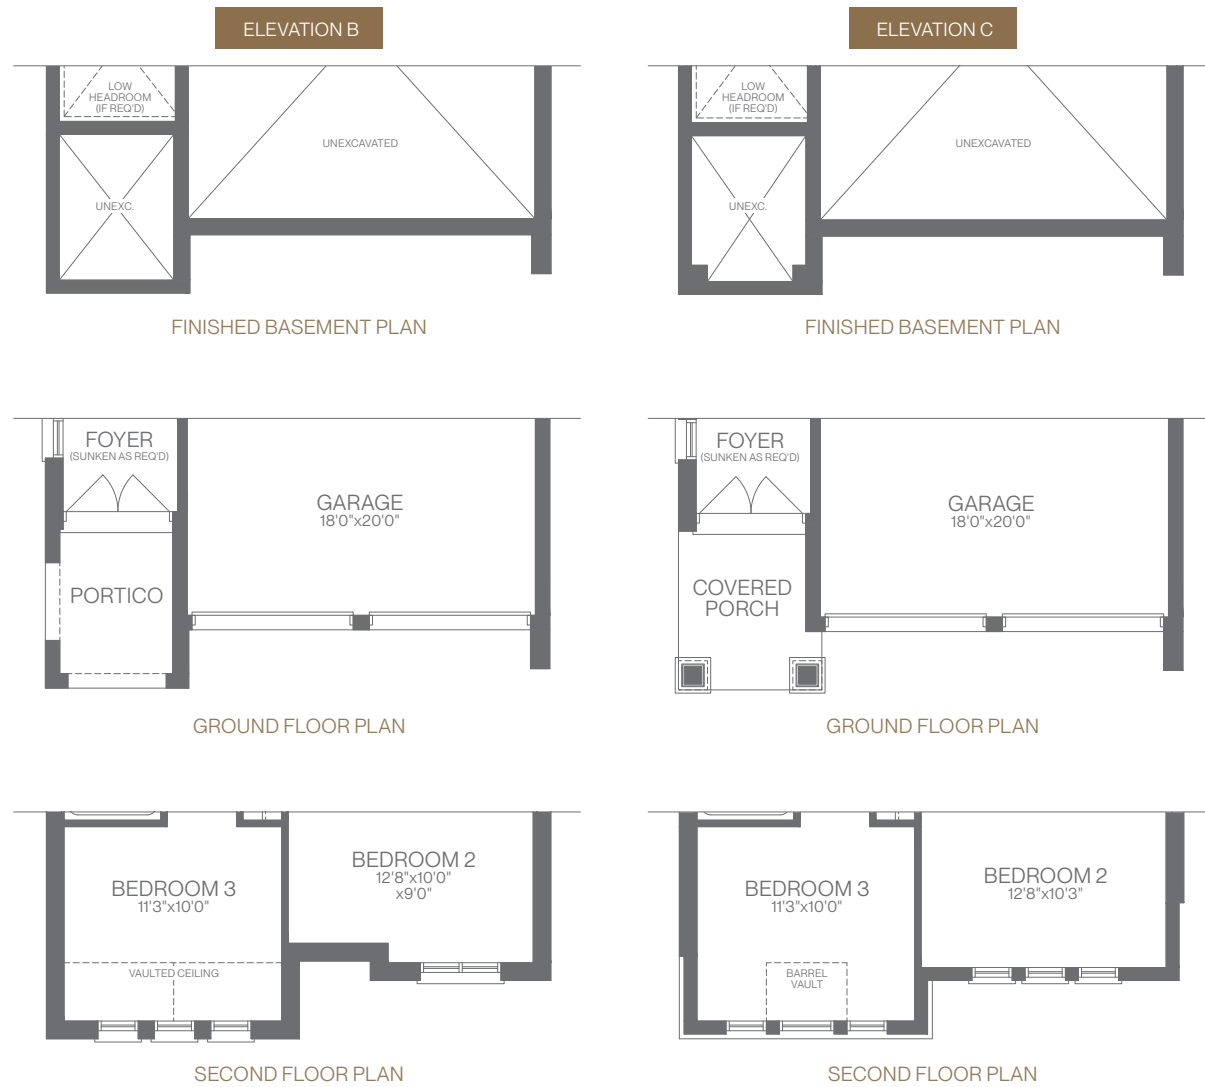 ELEVATION B
LOW
HEADROOM
(IF REQ'D)
UNEXCAVATED
UNEXC.
FINISHED BASEMENT PLAN
FOYER
(SUNKEN AS REQ'D)
GARAGE
18'0"x20'0"
PORTICO
GROUND FLOOR PLAN
BEDROOM 3
11'3"x10'0"
BEDROOM 2
12'8"x10'0"
x9'0"
VAULTED CEILING
SECOND FLOOR PLAN
ELEVATION C
LOW
HEADROOM
(IF REQ'D)
UNEXCAVATED
UNEXC.
FINISHED BASEMENT PLAN
FOYER
(SUNKEN AS REQ'D)
GARAGE
18'0"x20'0"
COVERED
PORCH
GROUND FLOOR PLAN
BEDROOM 3
11'3"x10'0"
BEDROOM 2
12'8"x10'3"
BARREL
VAULT
SECOND FLOOR PLAN